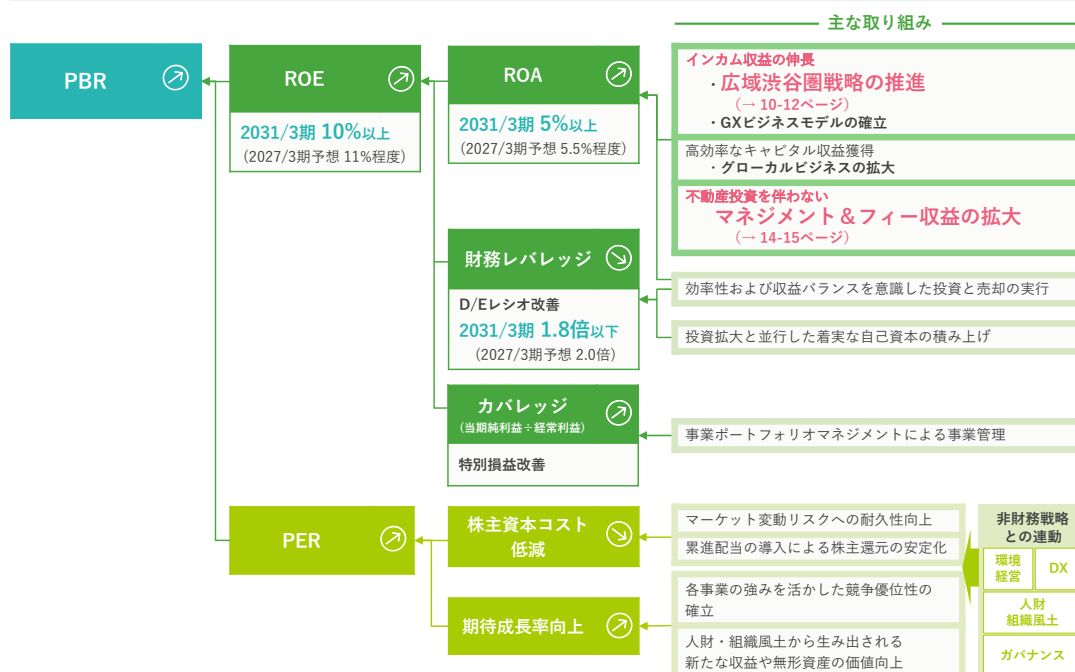 主な取り組み
PBR
ROE
2031/3期 10%以上
(2027/3期予想 11%程度)
ROA
2031/3期 5%以上
(2027/3期予想 5.5%程度)
インカム収益の伸長
・広域渋谷圏戦略の推進
(→ 10-12ページ)
・GXビジネスモデルの確立
高効率なキャピタル収益獲得
・グローカルビジネスの拡大
不動産投資を伴わない
マネジメント＆フィー収益の拡大
(→ 14-15ページ)
財務レバレッジ
D/Eレシオ改善
2031/3期 1.8倍以下
(2027/3期予想 2.0倍)
効率性および収益バランスを意識した投資と売却の実行
投資拡大と並行した着実な自己資本の積み上げ
カバレッジ
(当期純利益÷経常利益)
特別損益改善
事業ポートフォリオマネジメントによる事業管理
PER
株主資本コスト
低減
マーケット変動リスクへの耐久性向上
累進配当の導入による株主還元の安定化
期待成長率向上
各事業の強みを活かした競争優位性の
確立
人財・組織風土から生み出される
新たな収益や無形資産の価値向上
非財務戦略
との連動
環境
経営
DX
人財
組織風土
ガバナンス